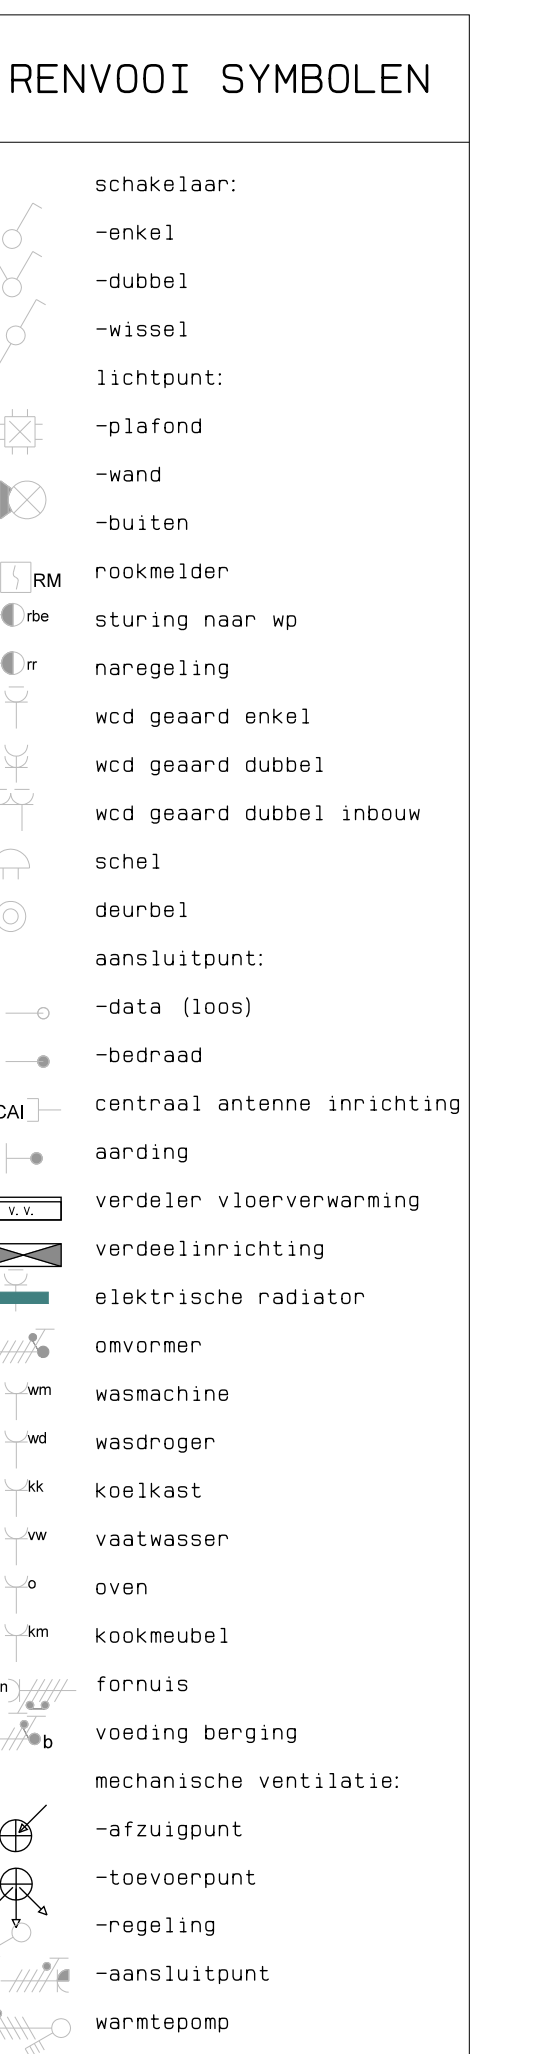 RENVOOI SYMBOLEN
schakelaar:
-enkel
-dubbel
-wissel
lichtpunt:
-plafond
-wand
-buiten
RM rookmelder
rbe sturing naar wp
rr naregeling
wcd geaard enkel
wcd geaard dubbel
wcd geaard dubbel inbouw
schel
deurbel
aansluitpunt:
-data (loos)
-bedraad
CAI centraal antenne inrichting
aarding
v.v. verdeler vloerverwarming
verdeelinrichting
elektrische radiator
omvormer
wm wasmachine
wd wasdroger
kk koelkast
vw vaatwasser
o oven
km kookmeubel
n fornuis
b voeding berging
mechanische ventilatie:
-afzuigpunt
-toevoerpunt
-regeling
-aansluitpunt
warmtepomp